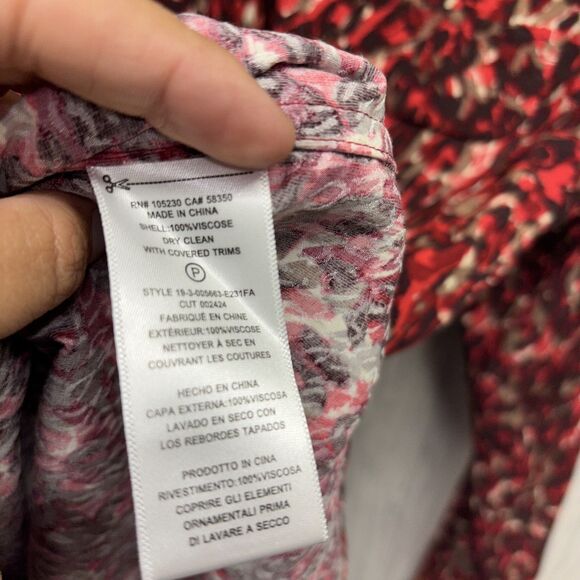 RN# 105230 CA# 58350
MADE IN CHINA
SHELL:100%VISCOSE
DRY CLEAN
WITH COVERED TRIMS
P
STYLE 19-3-005663-E231FA
CUT 002424
FABRIQUÉ EN CHINE
EXTÉRIEUR:100%VISCOSE
NETTOYER À SEC EN
COUVRANT LES COUTURES
HECHO EN CHINA
CAPA EXTERNA:100%VISCOSA
LAVADO EN SECO CON
LOS REBORDES TAPADOS
PRODOTTO IN CINA
RIVESTIMENTO:100%VISCOSA
COPRIRE GLI ELEMENTI
ORNAMENTALI PRIMA
DI LAVARE A SECCO